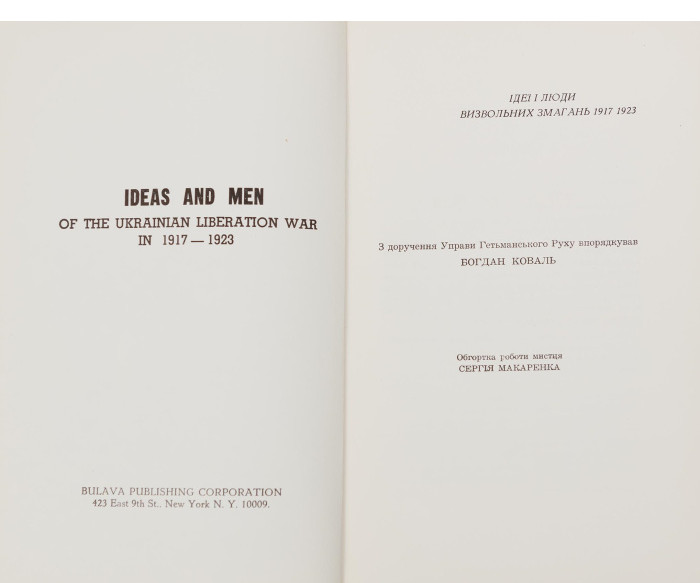 IDEAS AND MEN
OF THE UKRAINIAN LIBERATION WAR
IN 1917 — 1923
BULAVA PUBLISHING CORPORATION
423 East 9th St.. New York N. Y. 10009.
ІДЕЇ І ЛЮДИ
ВИЗВОЛЬНИХ ЗМАГАНЬ 1917 1923
З доручення Управи Гетьманського Руху впорядкував
БОГДАН КОВАЛЬ
Обгортка роботи мистця
СЕРГІЯ МАКАРЕНКА